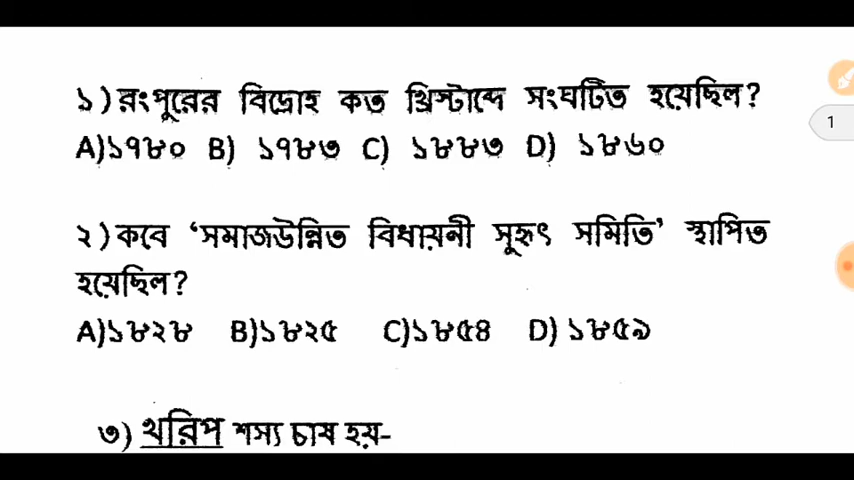 ১) রংপুরের বিদ্রোহ কত খ্রিস্টাব্দে সংঘটিত হয়েছিল?
A)১৭৮০ B) ১৭৮৩ C) ১৮৮৩ D) ১৮৬০
২) কবে ‘সমাজউন্নিত বিধায়নী সুহৃৎ সমিতি’ স্থাপিত
হয়েছিল?
A)১৮২৮ B)১৮২৫ C)১৮৫৪ D) ১৮৫৯
৩) খরিপ শস্য চাষ হয়-
1